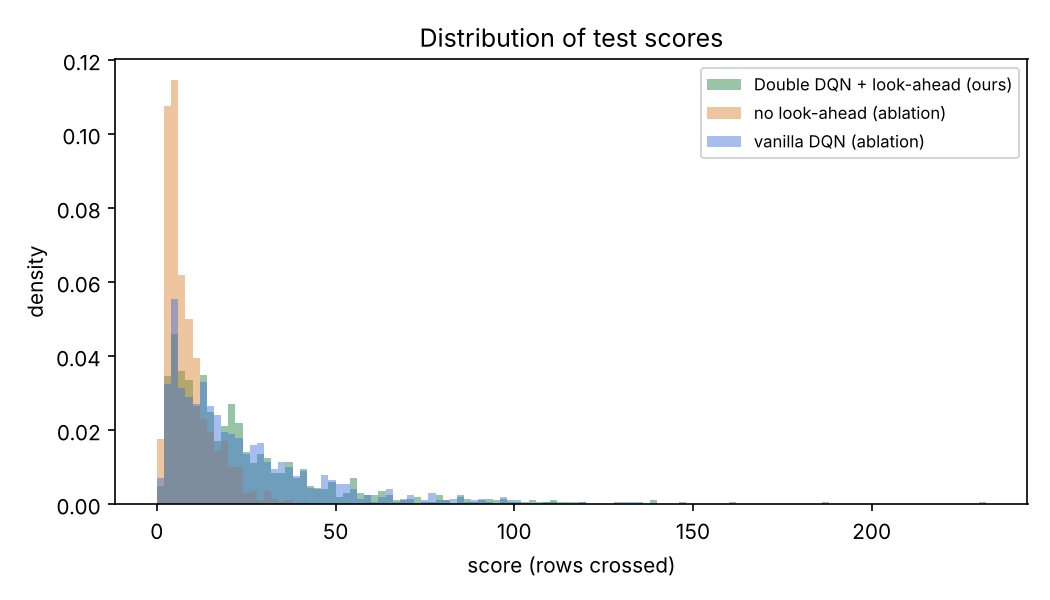 Distribution of test scores
0.12
0.10
0.08
0.06
0.04
0.02
0.00
density
Double DQN + look-ahead (ours)
no look-ahead (ablation)
vanilla DQN (ablation)
0 50 100 150 200
score (rows crossed)